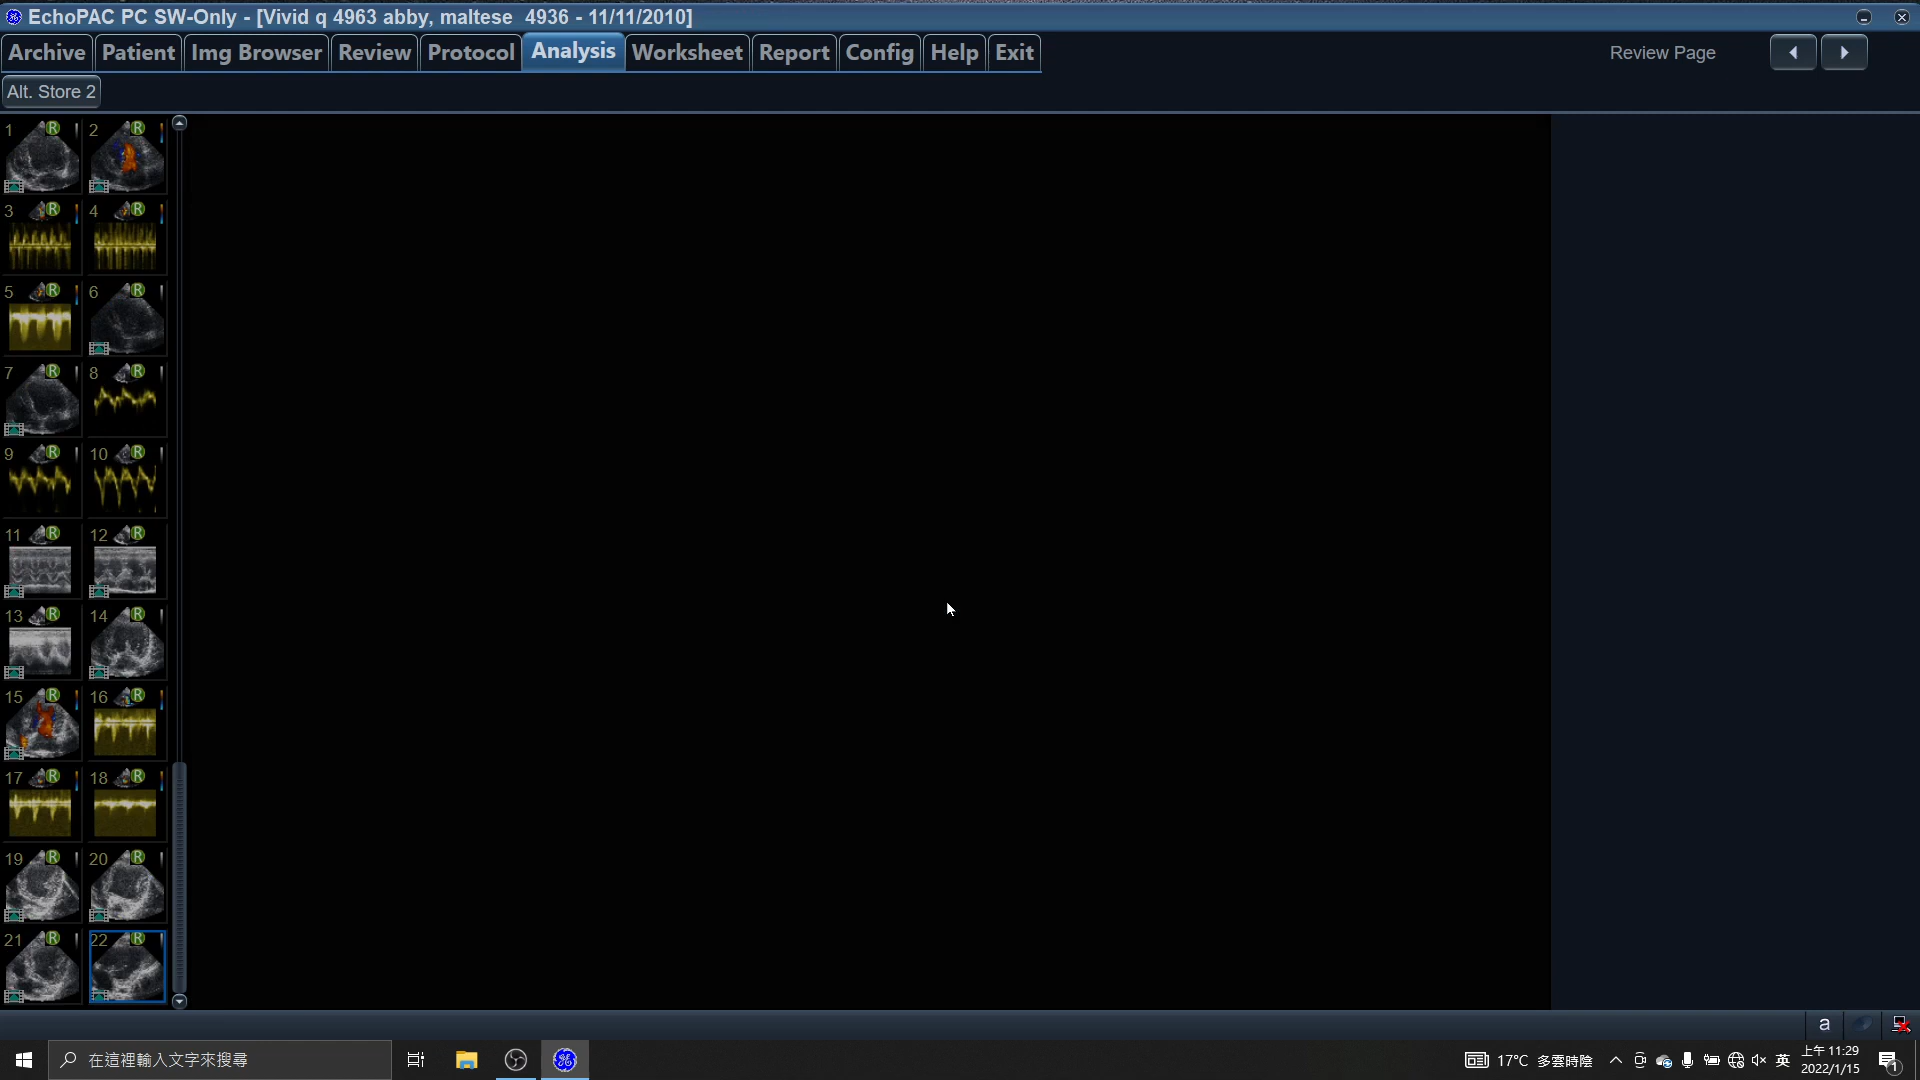 EchoPAC PC SW-Only - [Vivid q 4963 abby, maltese  4936 - 11/11/2010]
Archive Patient Img Browser Review Protocol Analysis Worksheet Report Config Help Exit Review Page
Alt. Store 2
1 R 2 R
3 R 4 R
5 R 6 R
7 R 8 R
9 R 10 R
11 R 12 R
13 R 14 R
15 R 16 R
17 R 18 R
19 R 20 R
21 R 22 R
a
在這裡輸入文字來搜尋 17°C 多雲時陰 英 上午 11:29
2022/1/15 1